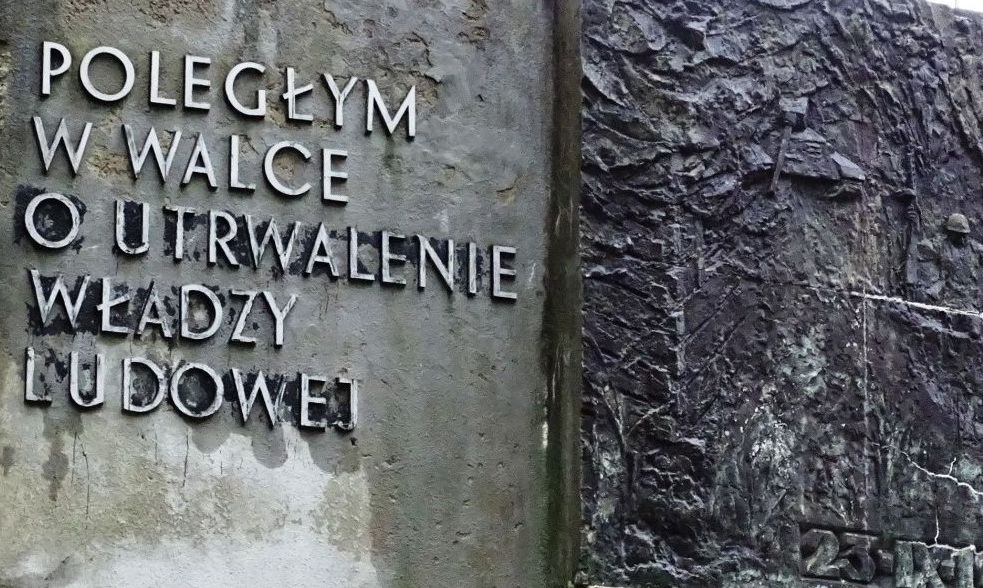 POLEGŁYM
W WALCE
O UTRWALENIE
WŁADZY
LUDOWEJ